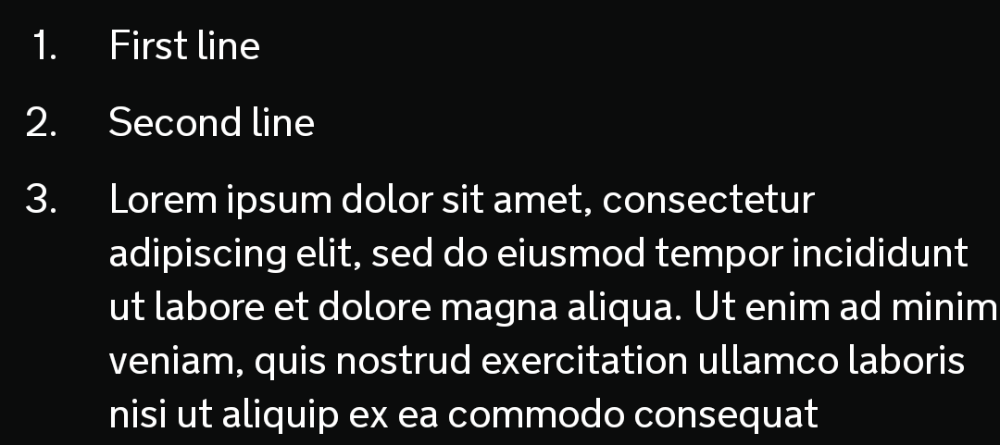 1. First line
2. Second line
3. Lorem ipsum dolor sit amet, consectetur
adipiscing elit, sed do eiusmod tempor incididunt
ut labore et dolore magna aliqua. Ut enim ad minim
veniam, quis nostrud exercitation ullamco laboris
nisi ut aliquip ex ea commodo consequat